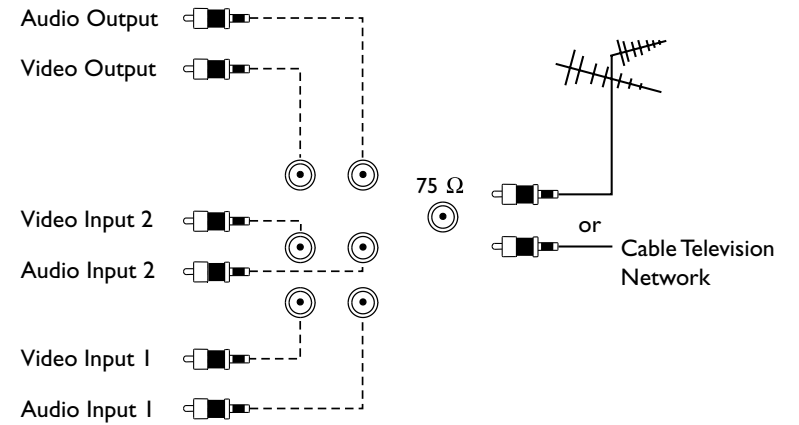 Audio Output
Video Output
75 Ω
Video Input 2
or
Audio Input 2
Cable Television
Network
Video Input 1
Audio Input 1